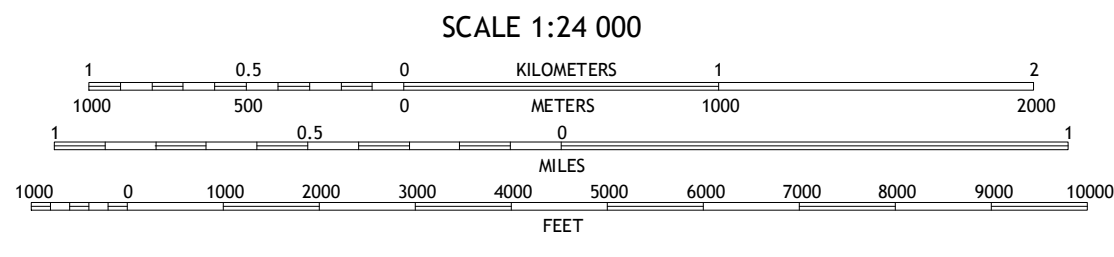 SCALE 1:24 000
1 0.5 0 KILOMETERS 1 2
1000 500 0 METERS 1000 2000
1 0.5 0 1
MILES
1000 0 1000 2000 3000 4000 5000 6000 7000 8000 9000 10000
FEET